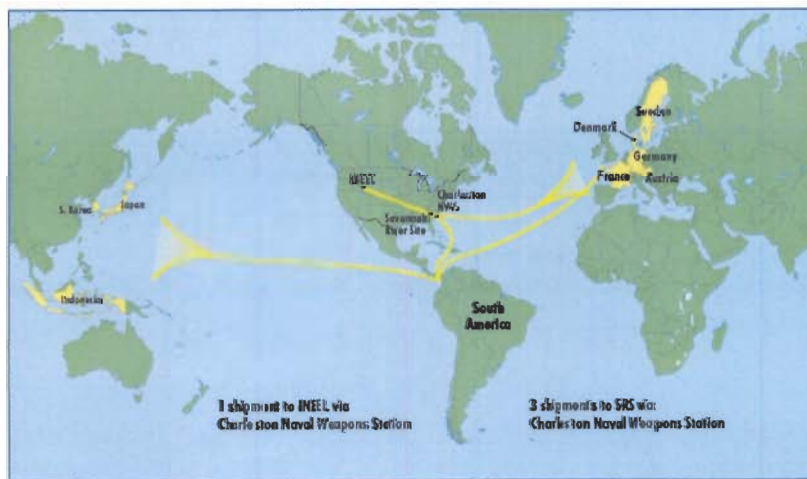 Sweden
Denmark
Germany
France
Austria
INEEL
Charleston
NWS
Savannah
River Site
S. Korea
Japan
Indonesia
South
America
1 shipment to INEEL via
Charleston Naval Weapons Station
3 shipments to SRS via:
Charleston Naval Weapons Station